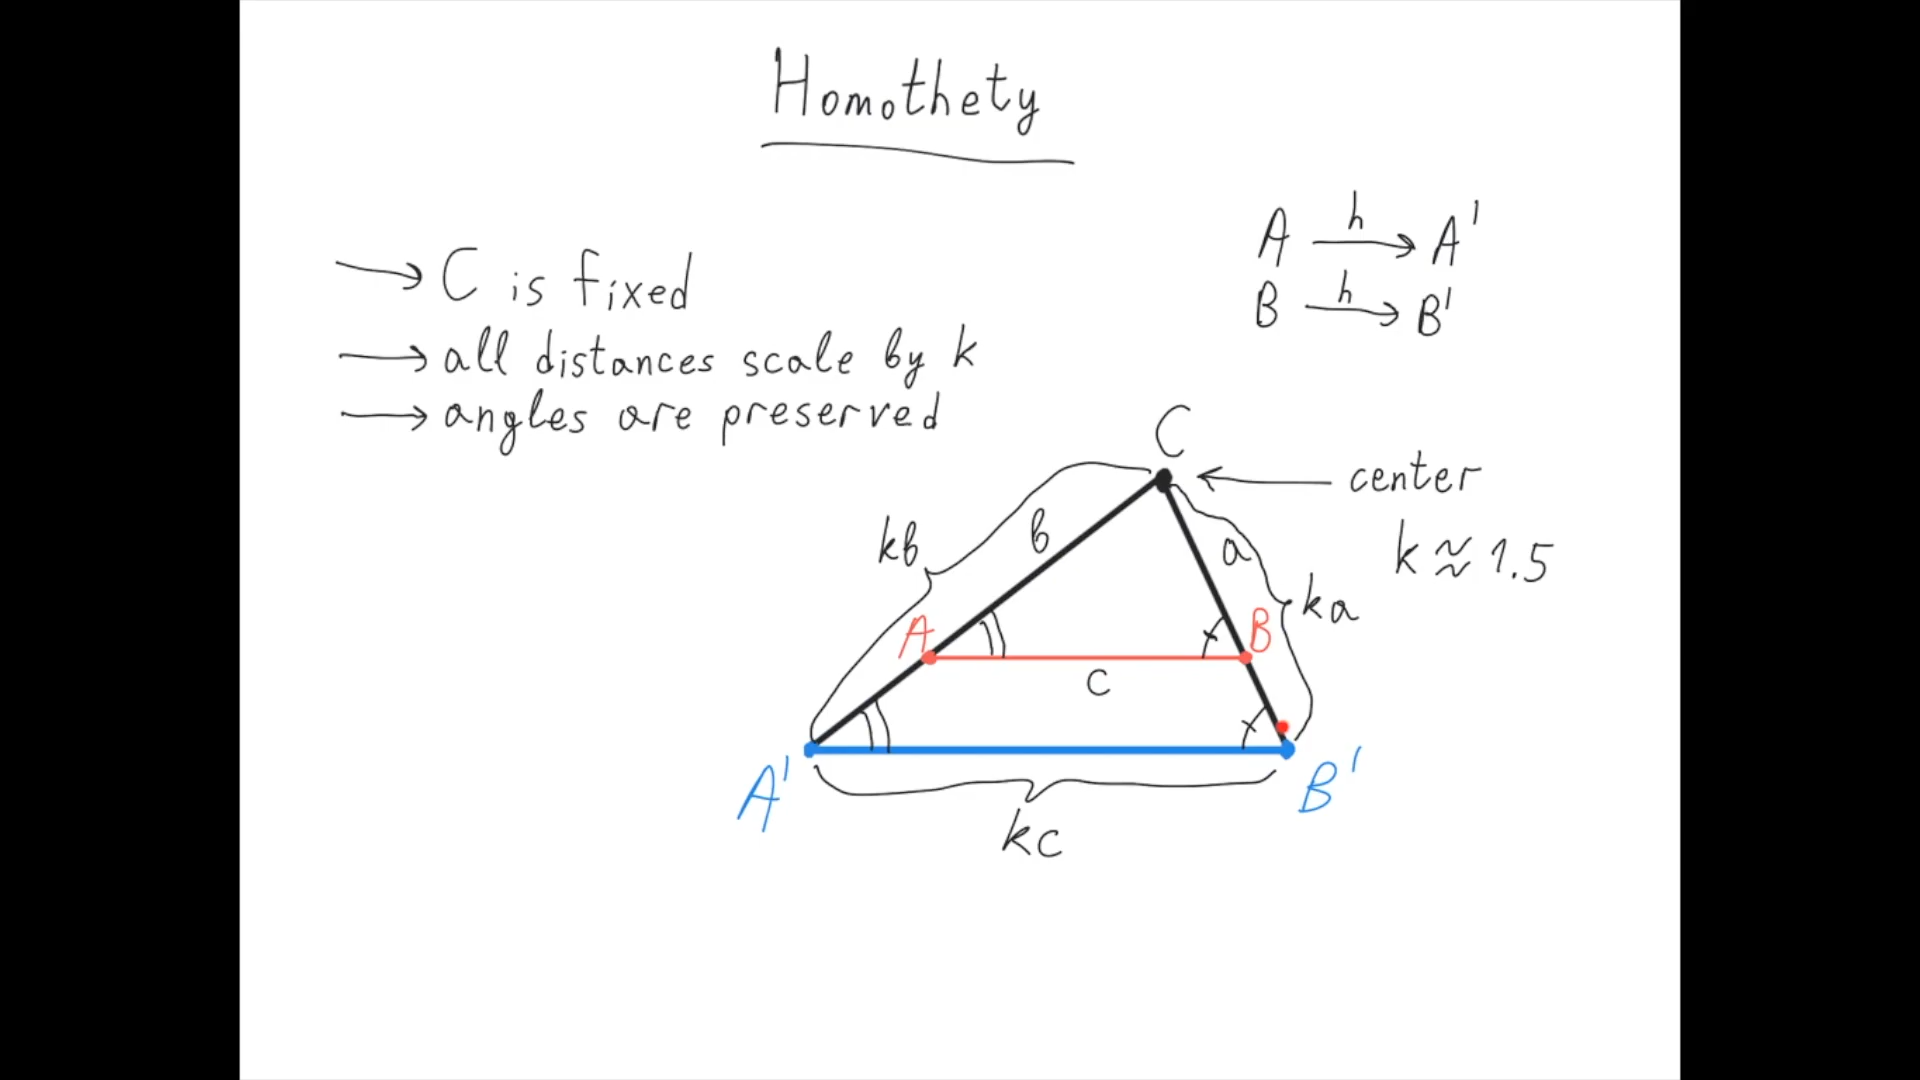 Homothety
A h→ A'
B h→ B'
→ C is fixed
→ all distances scale by k
→ angles are preserved
C
← center
k ≈ 1.5
kb
b
a
ka
A
B
c
A'
B'
kc